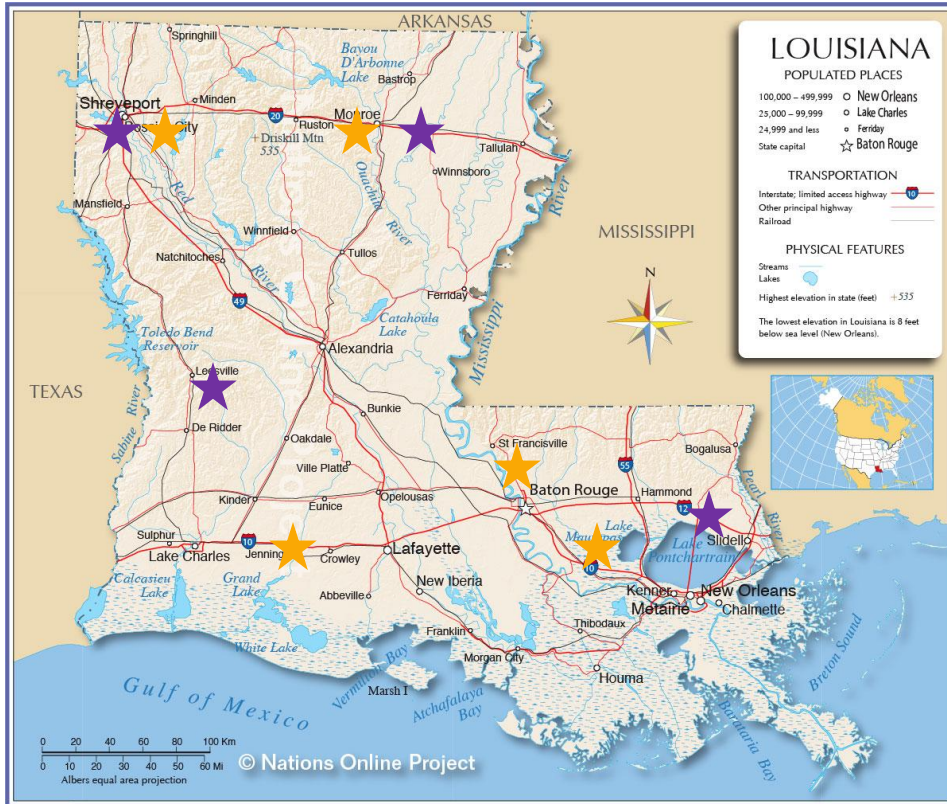 ARKANSAS
LOUISIANA
POPULATED PLACES
100,000 – 499,999 New Orleans
25,000 – 99,999 Lake Charles
24,999 and less Ferriday
State capital Baton Rouge
TRANSPORTATION
Interstate; limited access highway 10
Other principal highway
Railroad
PHYSICAL FEATURES
Streams
Lakes
Highest elevation in state (feet) +535
The lowest elevation in Louisiana is 8 feet
below sea level (New Orleans).
Springhill
Bayou
D'Arbonne
Lake
Bastrop
Shreveport
Minden
City
20
Ruston
Monroe
+ Driskill Mtn
535
Tallulah
Winnsboro
Red
River
Ouachita
River
Mansfield
Winnfield
Natchitoches
Tullos
MISSISSIPPI
N
River
Mississippi
49
Ferriday
Catahoula
Lake
Toledo Bend
Reservoir
Alexandria
TEXAS
Sabine River
Bunkie
De Ridder
Oakdale
St Francisville
Bogalusa
55
Ville Platte
Baton Rouge
Hammond
Pearl River
Kinder
Eunice
Opelousas
12
Slidell
Sulphur
10
Lake Charles
Crowley
Lafayette
Lake
10
Lake
Pontchartrain
Calcasieu
Lake
Grand
Lake
Abbeville
New Iberia
Kenner
New Orleans
Metairie
Chalmette
White Lake
Franklin
Thibodaux
Morgan City
Houma
Vermilion Bay
Marsh I
Atchafalaya
Bay
Gulf of Mexico
Barataria Bay
Breton Sound
0 20 40 60 80 100 Km
0 20 40 60 Mi
Albers equal area projection
© Nations Online Project